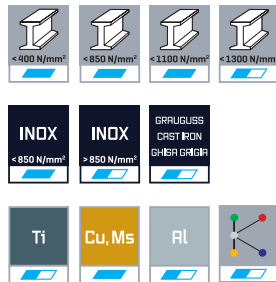 <400 N/mm² <850 N/mm² <1100 N/mm² <1300 N/mm
INOX INOX GRAUGUSS
CAST IRON
GHISA GRIGIA
<850 N/mm² >850 N/mm²
Ti Cu, Ms Al